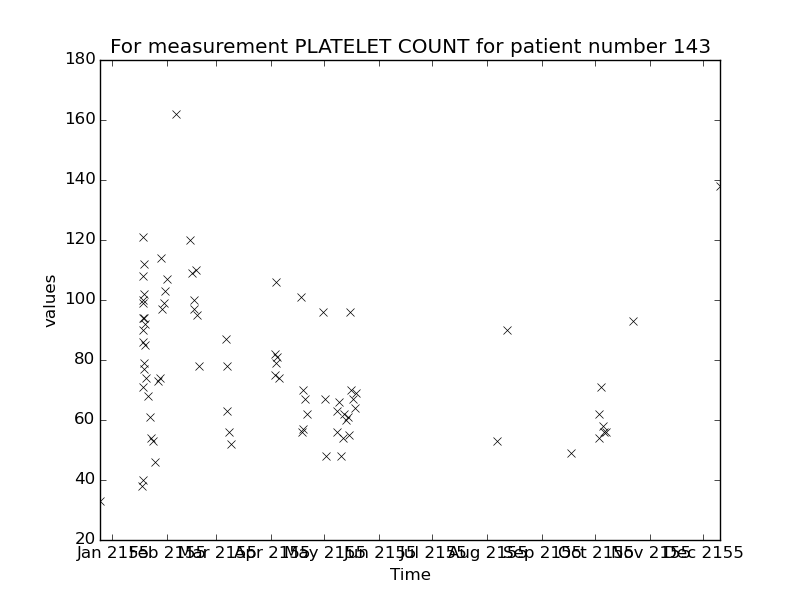 For measurement PLATELET COUNT for patient number 143
180
160
140
120
100
80
60
40
20
values
Jan 2155 Feb 2155 Mar 2155 Apr 2155 May 2155 Jun 2155 Jul 2155 Aug 2155 Sep 2155 Oct 2155 Nov 2155 Dec 2155
Time